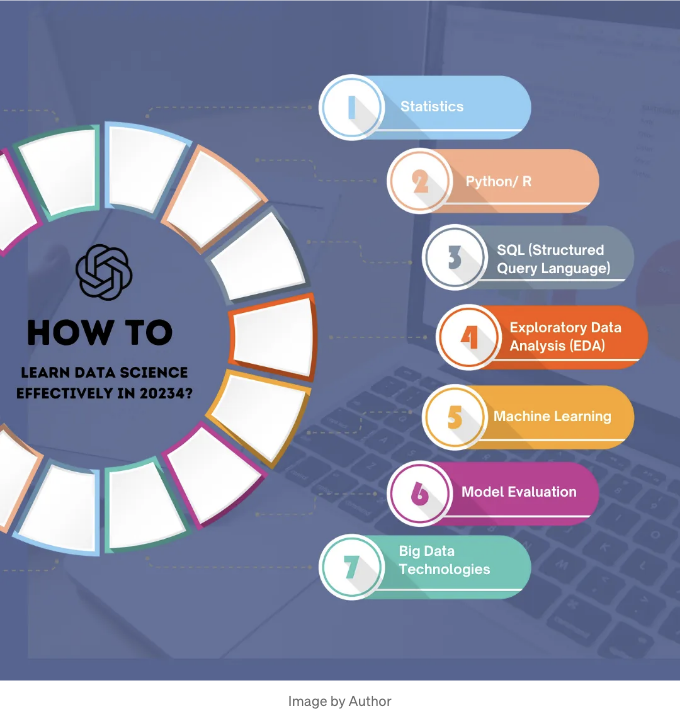 HOW TO
LEARN DATA SCIENCE
EFFECTIVELY IN 20234?
1
Statistics
2
Python/ R
3
SQL (Structured
Query Language)
4
Exploratory Data
Analysis (EDA)
5
Machine Learning
6
Model Evaluation
7
Big Data
Technologies
Image by Author